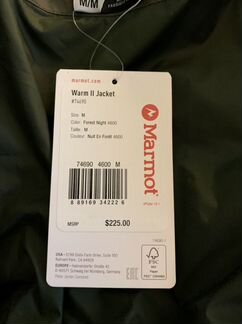 M/M
marmot.com
Warm II Jacket
#74690
Size: M
Color: Forest Night 4600
Taille: M
Couleur: Nuit En Forêt 4600
Marmot
74690 4600 M
8 89169 34222 6
MSRP
$225.00
FSC
EUROPE